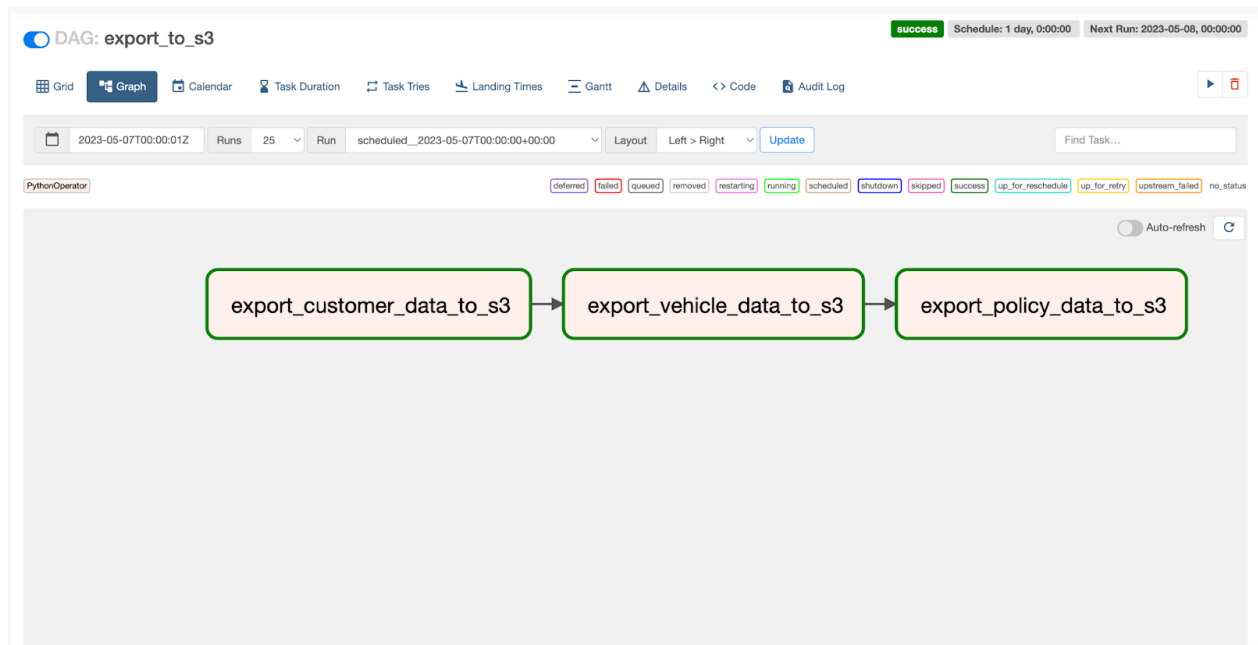 DAG: export_to_s3
success Schedule: 1 day, 0:00:00 Next Run: 2023-05-08, 00:00:00
Grid Graph Calendar Task Duration Task Tries Landing Times Gantt Details <> Code Audit Log
2023-05-07T00:00:01Z Runs 25 Run scheduled__2023-05-07T00:00:00+00:00 Layout Left > Right Update Find Task...
PythonOperator deferred failed queued removed restarting running scheduled shutdown skipped success up_for_reschedule up_for_retry upstream_failed no_status
Auto-refresh
export_customer_data_to_s3 export_vehicle_data_to_s3 export_policy_data_to_s3